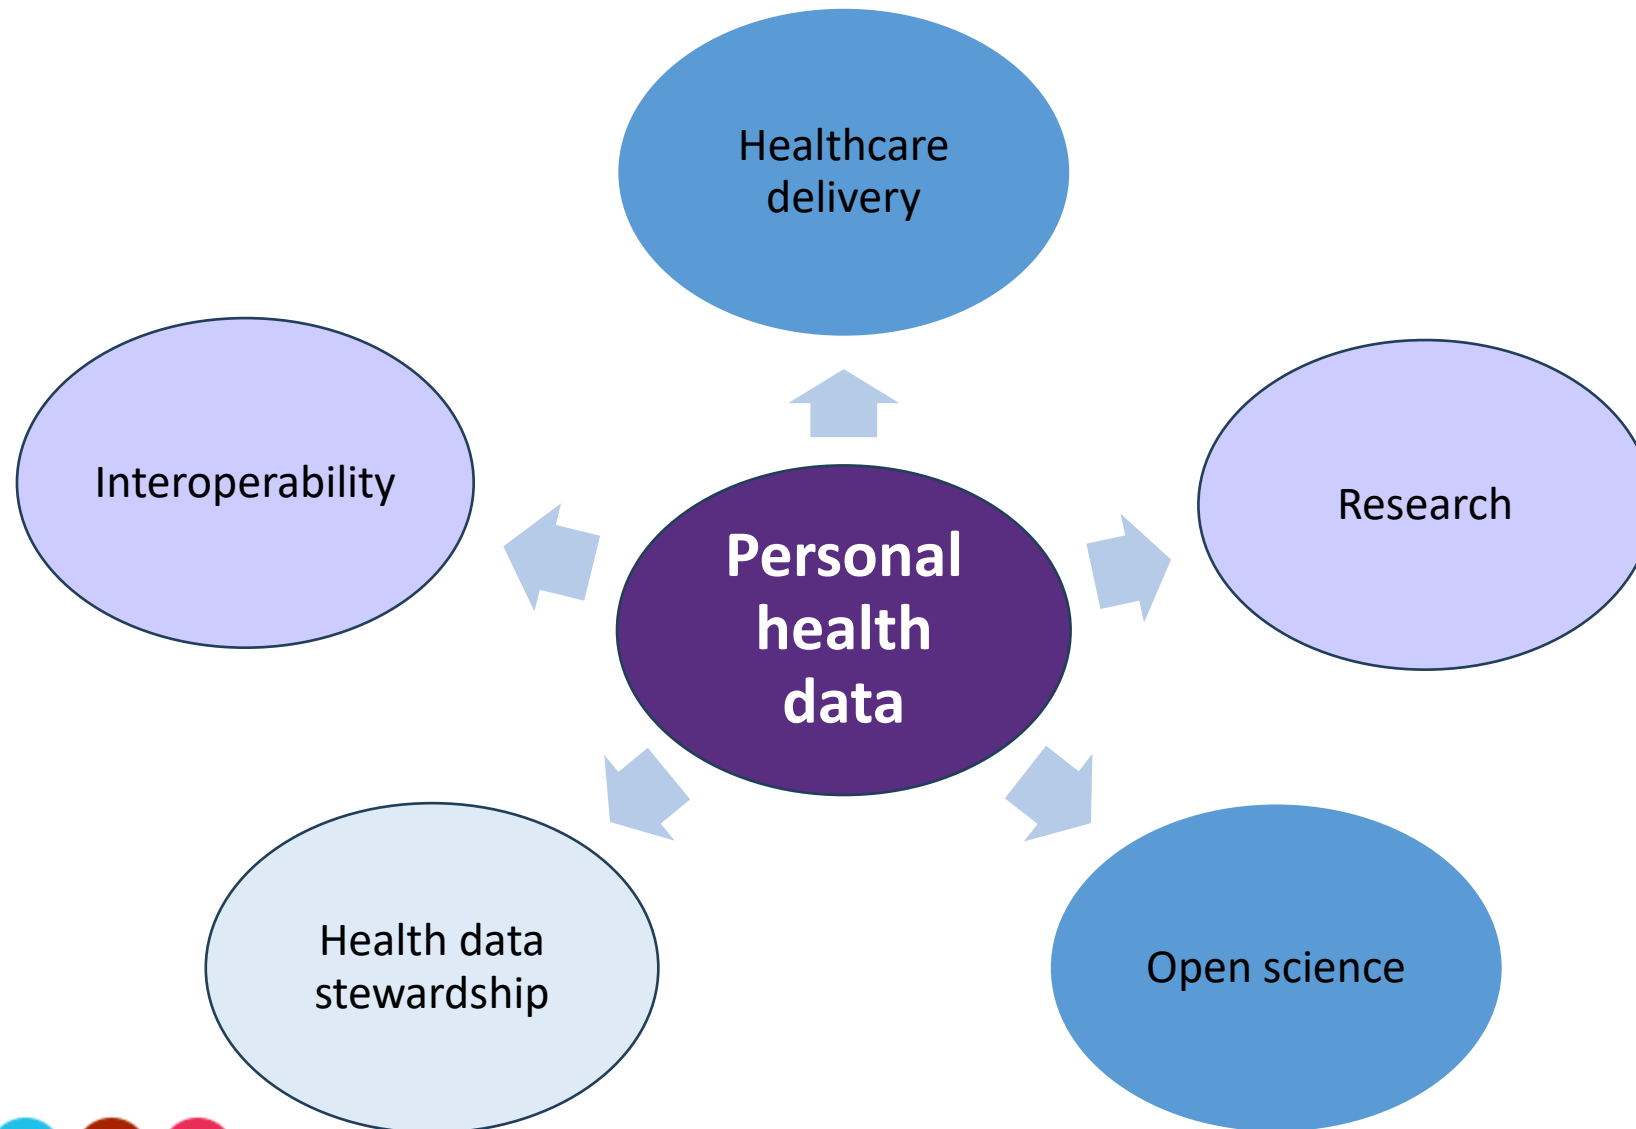 Healthcare
delivery
Interoperability
Research
Personal
health
data
Health data
stewardship
Open science